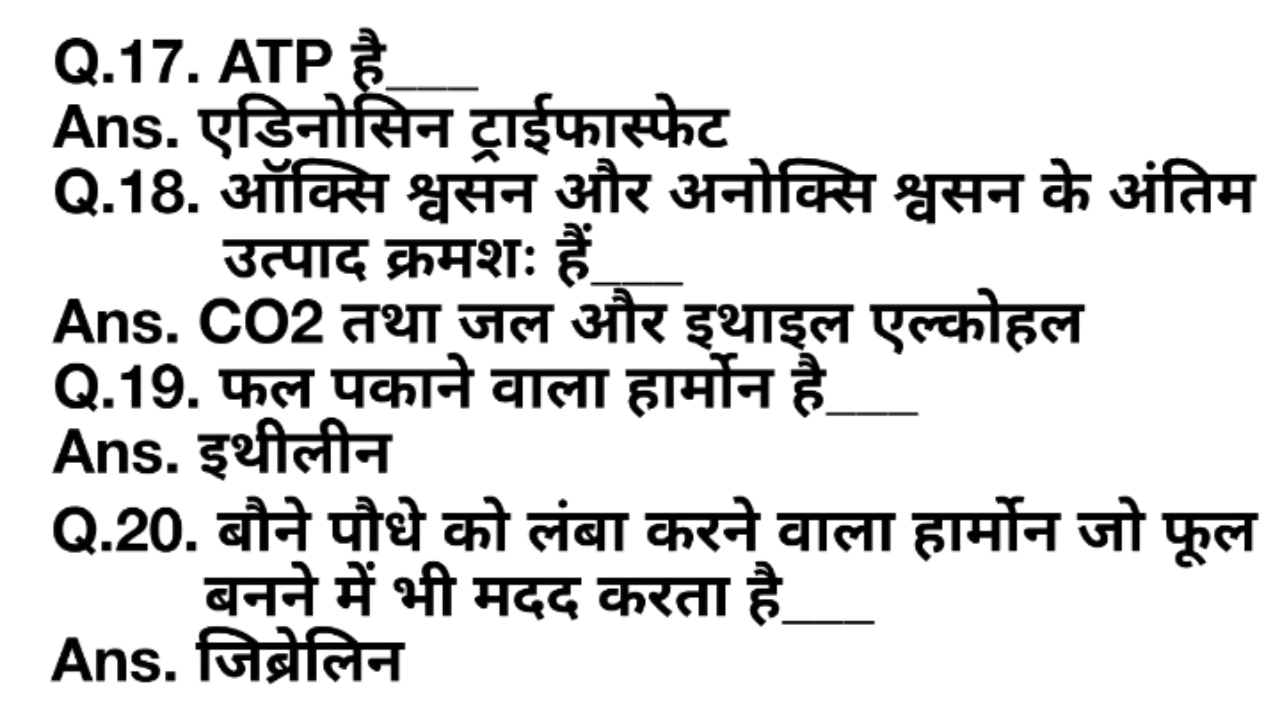 Q.17. ATP है___
Ans. एडिनोसिन ट्राईफास्फेट
Q.18. ऑक्सि श्वसन और अनोक्सि श्वसन के अंतिम
उत्पाद क्रमशः हैं___
Ans. CO2 तथा जल और इथाइल एल्कोहल
Q.19. फल पकाने वाला हार्मोन है___
Ans. इथीलीन
Q.20. बौने पौधे को लंबा करने वाला हार्मोन जो फूल
बनने में भी मदद करता है___
Ans. जिब्रेलिन